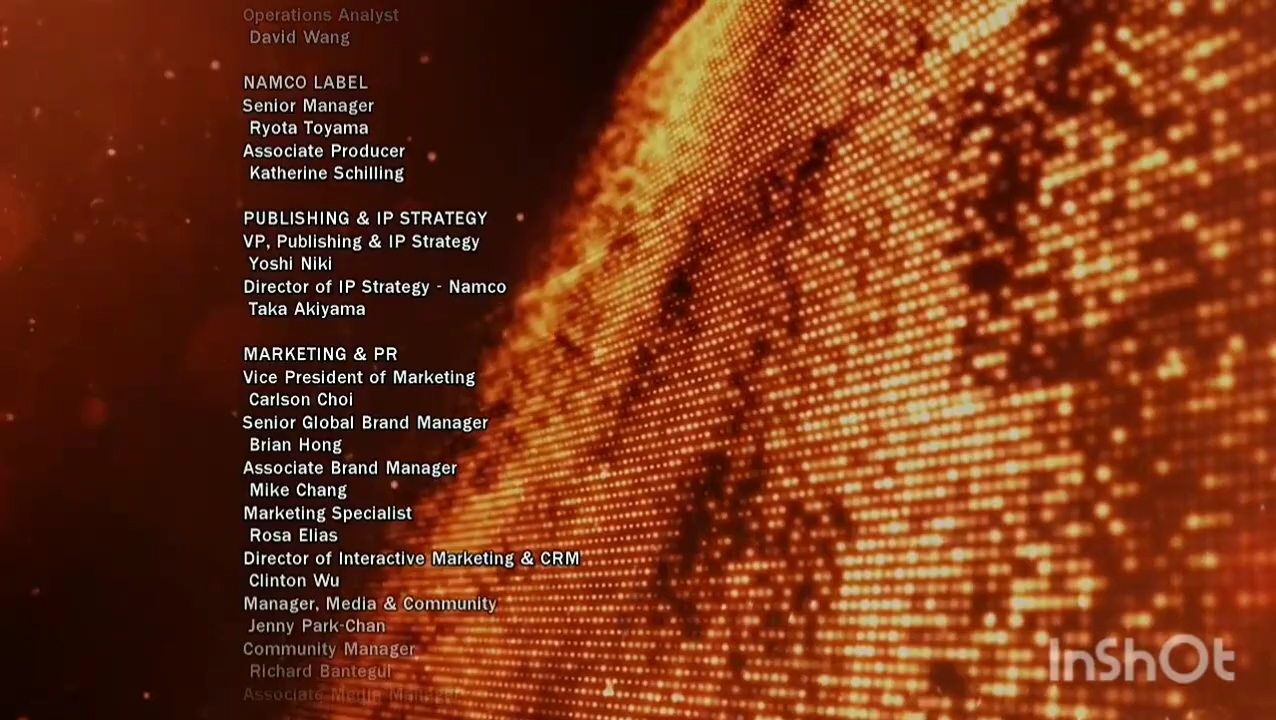 Operations Analyst
David Wang
NAMCO LABEL
Senior Manager
Ryota Toyama
Associate Producer
Katherine Schilling
PUBLISHING & IP STRATEGY
VP, Publishing & IP Strategy
Yoshi Niki
Director of IP Strategy - Namco
Taka Akiyama
MARKETING & PR
Vice President of Marketing
Carlson Choi
Senior Global Brand Manager
Brian Hong
Associate Brand Manager
Mike Chang
Marketing Specialist
Rosa Elias
Director of Interactive Marketing & CRM
Clinton Wu
Manager, Media & Community
Jenny Park-Chan
Community Manager
Richard Bantegui
Associate Media Manager
InShOt